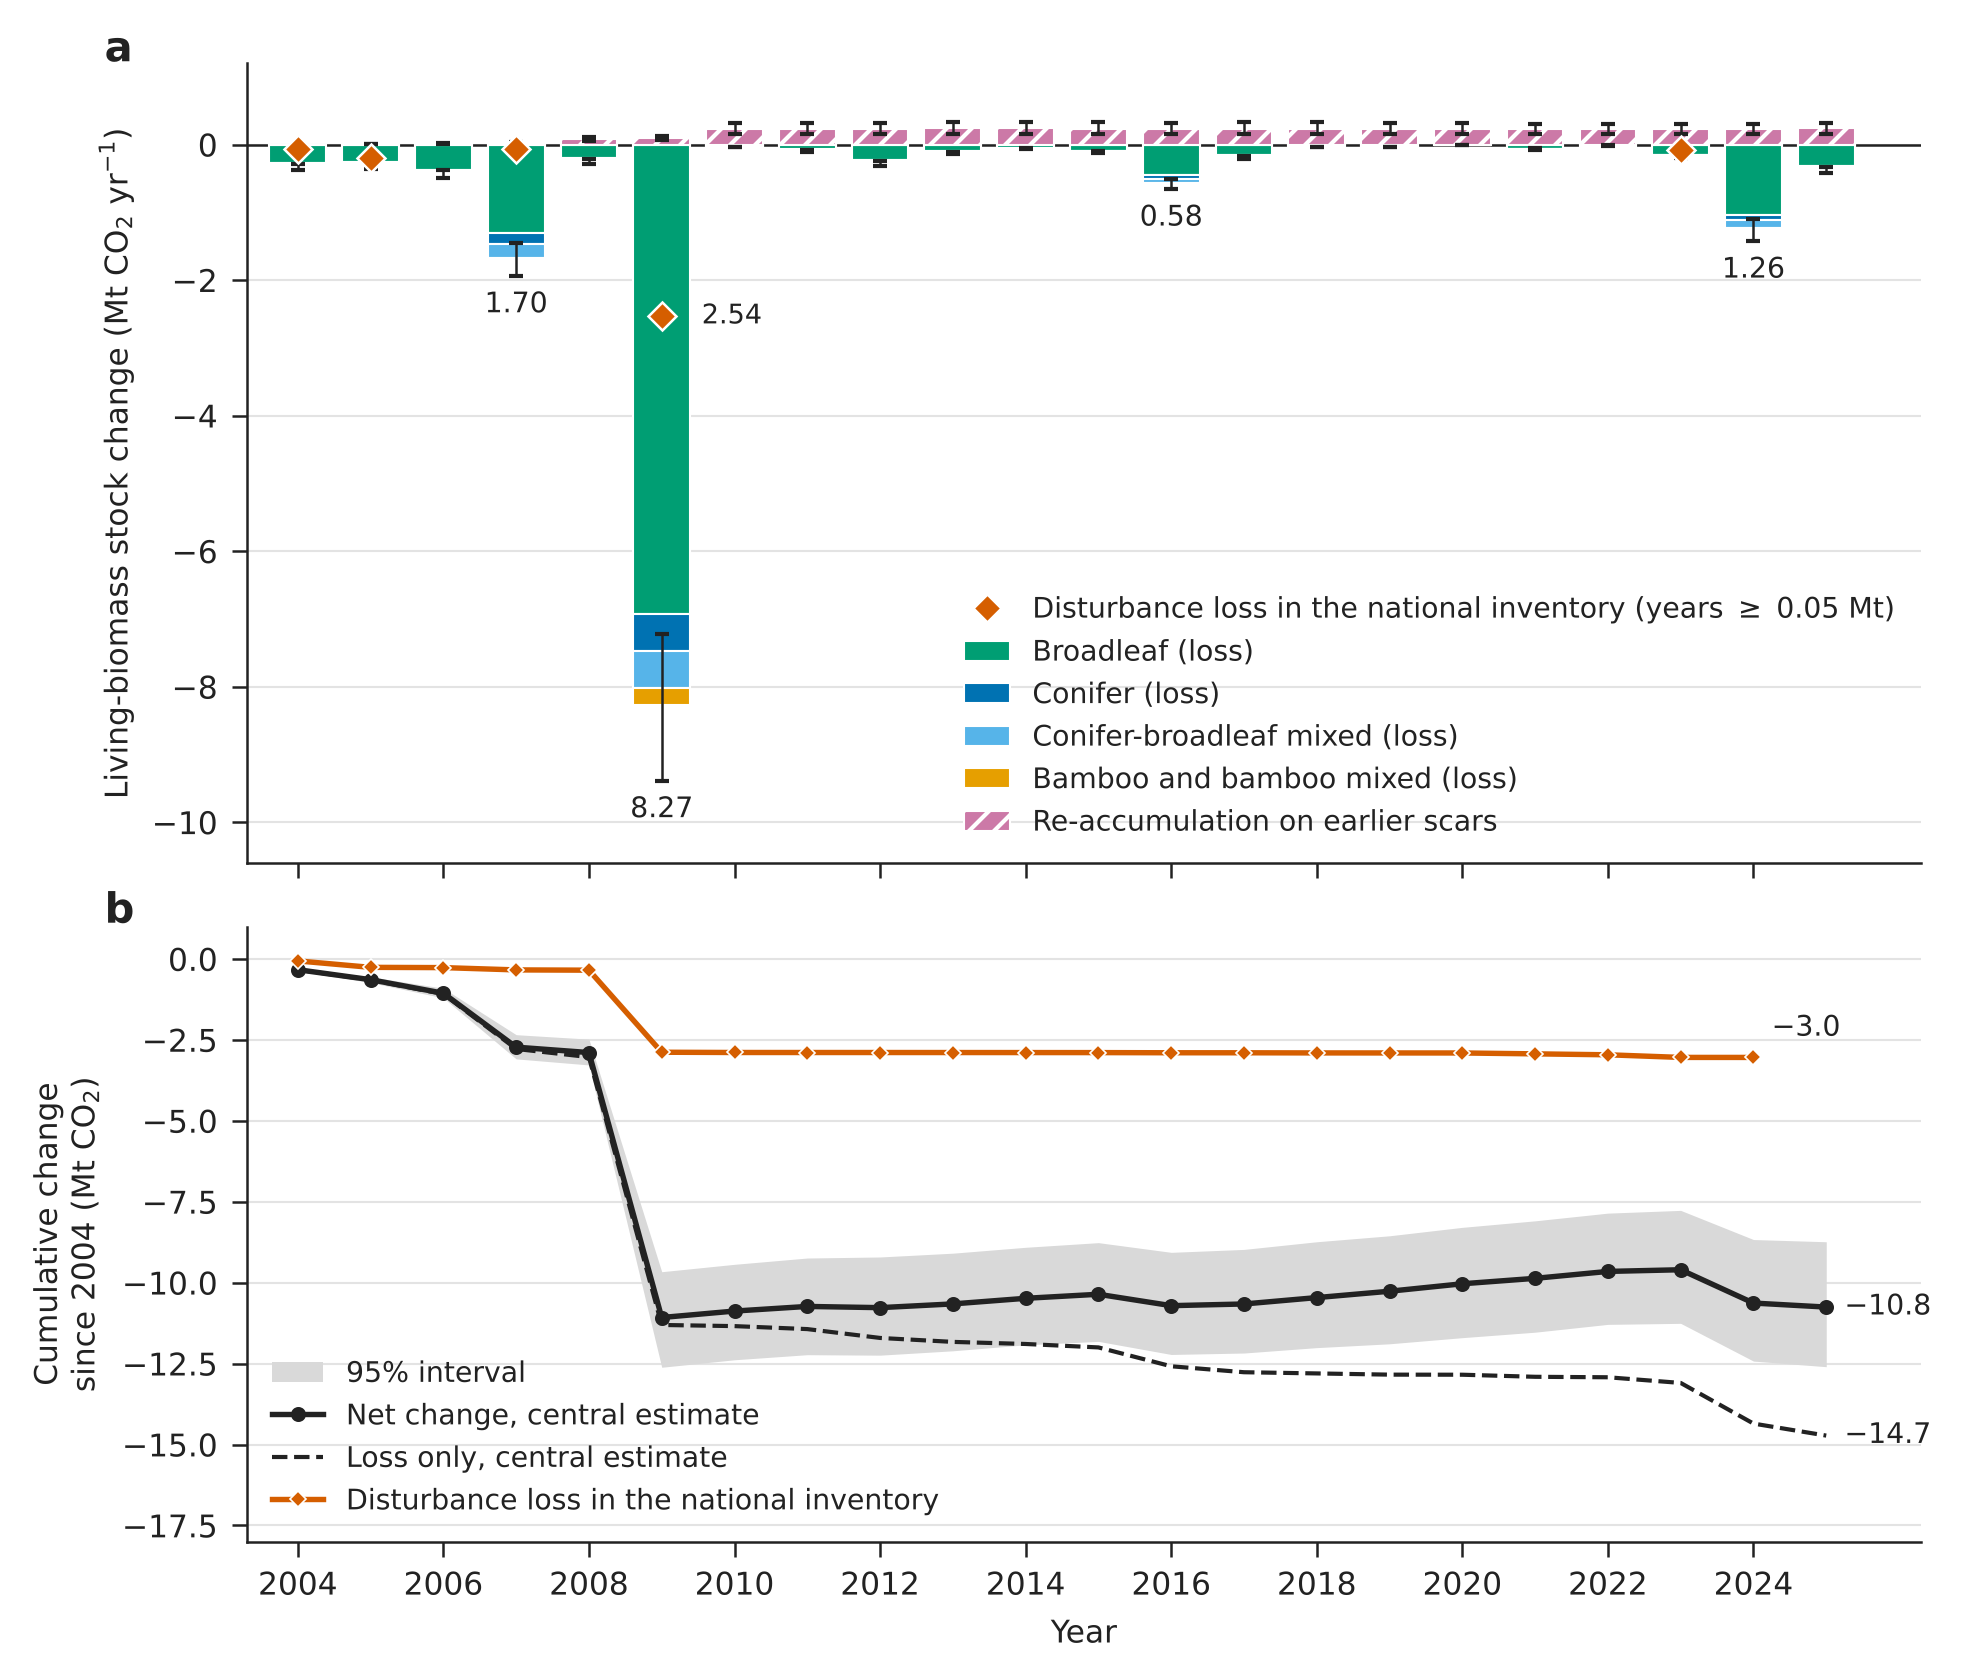 a
Living-biomass stock change (Mt CO₂ yr⁻¹)
0
−2
−4
−6
−8
−10
1.70
2.54
8.27
0.58
1.26
Disturbance loss in the national inventory (years ≥ 0.05 Mt)
Broadleaf (loss)
Conifer (loss)
Conifer-broadleaf mixed (loss)
Bamboo and bamboo mixed (loss)
Re-accumulation on earlier scars
b
Cumulative change
since 2004 (Mt CO₂)
0.0
−2.5
−5.0
−7.5
−10.0
−12.5
−15.0
−17.5
−3.0
−10.8
−14.7
95% interval
Net change, central estimate
Loss only, central estimate
Disturbance loss in the national inventory
2004 2006 2008 2010 2012 2014 2016 2018 2020 2022 2024
Year